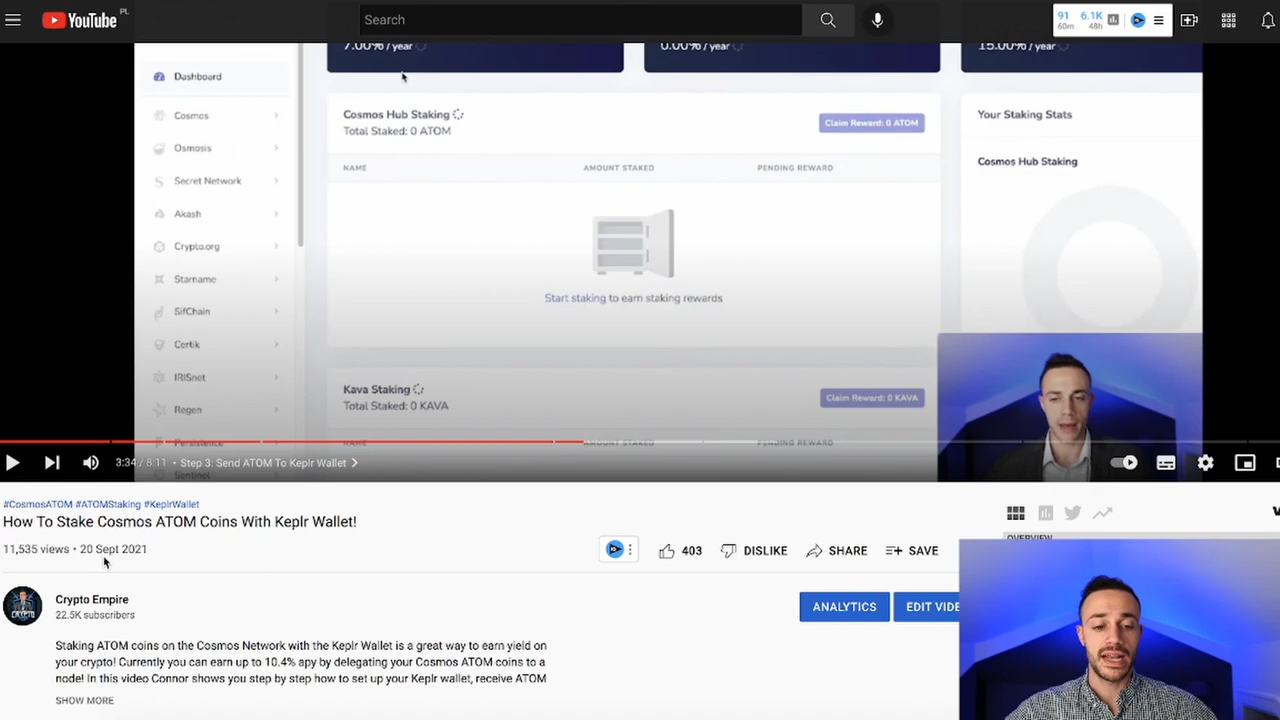 YouTube PL
Search
91 6.1K
60m 48h
7.00% /year
0.00% /year
15.00% /year
Dashboard
Cosmos
Osmosis
Secret Network
Akash
Crypto.org
Starname
SifChain
Certik
IRISnet
Regen
Persistence
Sentinel
Cosmos Hub Staking
Total Staked: 0 ATOM
Claim Reward: 0 ATOM
NAME AMOUNT STAKED PENDING REWARD
Start staking to earn staking rewards
Your Staking Stats
Cosmos Hub Staking
Kava Staking
Total Staked: 0 KAVA
Claim Reward: 0 KAVA
NAME AMOUNT STAKED PENDING REWARD
3:34 / 8:11 • Step 3: Send ATOM To Keplr Wallet
#CosmosATOM #ATOMStaking #KeplrWallet
How To Stake Cosmos ATOM Coins With Keplr Wallet!
11,535 views • 20 Sept 2021
403 DISLIKE SHARE SAVE
OVERVIEW
Crypto Empire
22.5K subscribers
ANALYTICS EDIT VIDE
Staking ATOM coins on the Cosmos Network with the Keplr Wallet is a great way to earn yield on
your crypto! Currently you can earn up to 10.4% apy by delegating your Cosmos ATOM coins to a
node! In this video Connor shows you step by step how to set up your Keplr wallet, receive ATOM
SHOW MORE